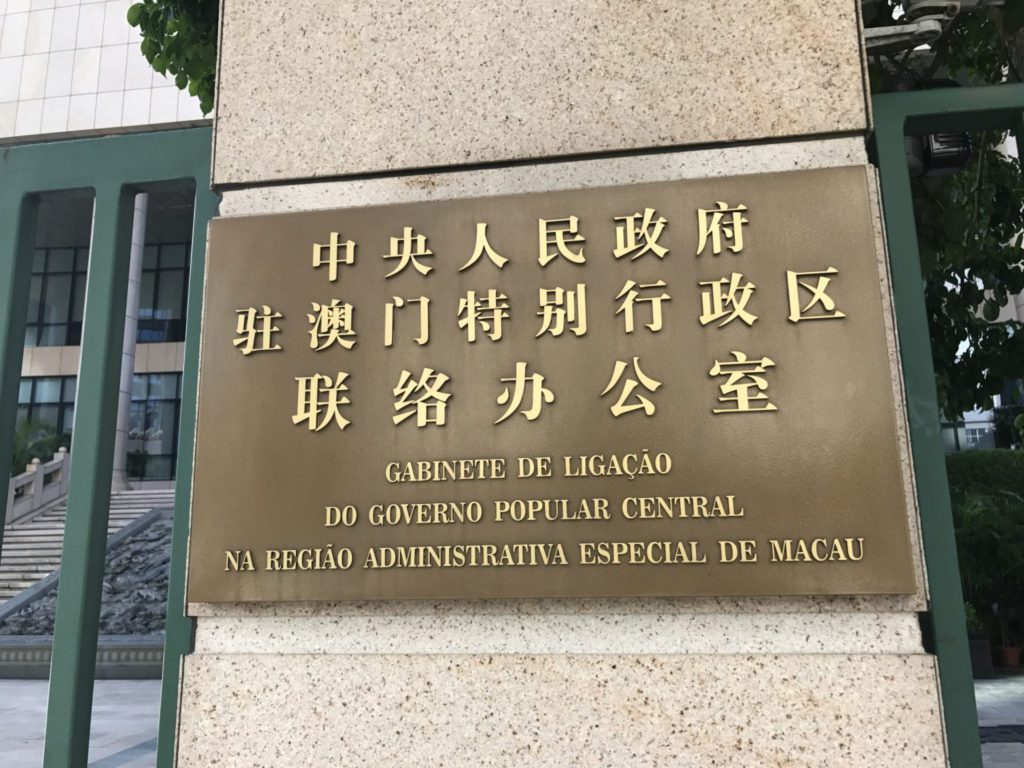 中央人民政府
驻澳门特别行政区
联络办公室
GABINETE DE LIGAÇÃO
DO GOVERNO POPULAR CENTRAL
NA REGIÃO ADMINISTRATIVA ESPECIAL DE MACAU